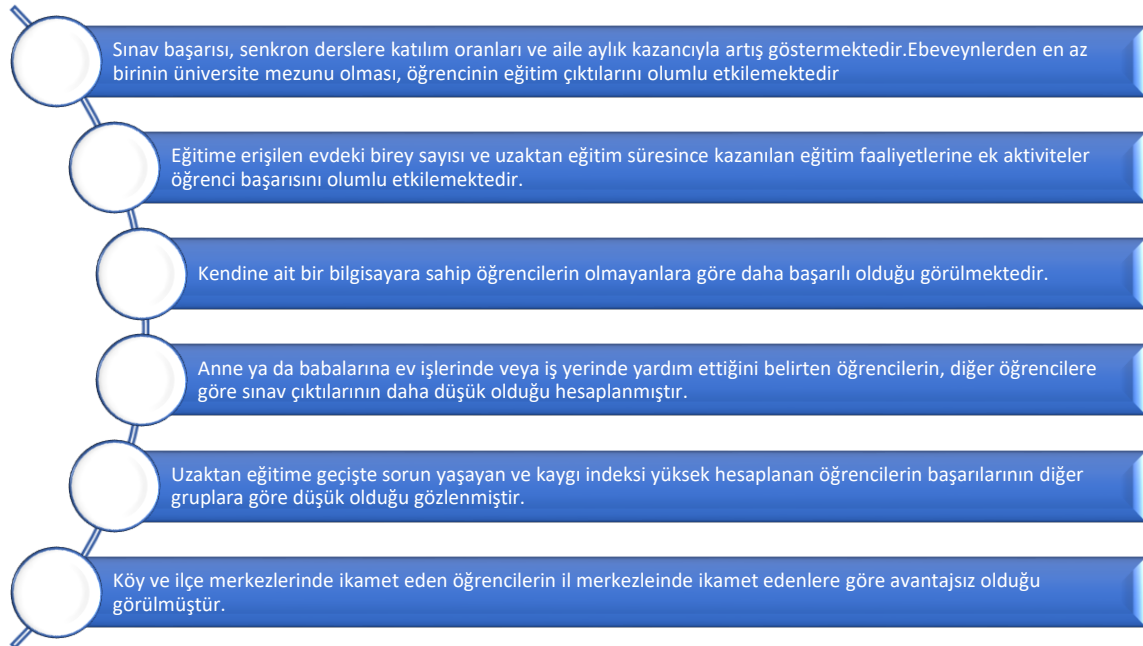 Sınav başarısı, senkron derslere katılım oranları ve aile aylık kazancıyla artış göstermektedir.Ebeveynlerden en az
birinin üniversite mezunu olması, öğrencinin eğitim çıktılarını olumlu etkilemektedir
Eğitime erişilen evdeki birey sayısı ve uzaktan eğitim süresince kazanılan eğitim faaliyetlerine ek aktiviteler
öğrenci başarısını olumlu etkilemektedir.
Kendine ait bir bilgisayara sahip öğrencilerin olmayanlara göre daha başarılı olduğu görülmektedir.
Anne ya da babalarına ev işlerinde veya iş yerinde yardım ettiğini belirten öğrencilerin, diğer öğrencilere
göre sınav çıktılarının daha düşük olduğu hesaplanmıştır.
Uzaktan eğitime geçişte sorun yaşayan ve kaygı indeksi yüksek hesaplanan öğrencilerin başarılarının diğer
gruplara göre düşük olduğu gözlenmiştir.
Köy ve ilçe merkezlerinde ikamet eden öğrencilerin il merkezleinde ikamet edenlere göre avantajsız olduğu
görülmüştür.